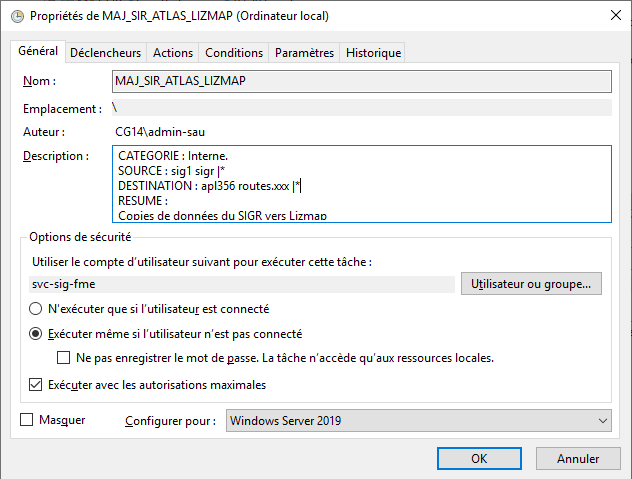 Propriétés de MAJ_SIR_ATLAS_LIZMAP (Ordinateur local)
Général Déclencheurs Actions Conditions Paramètres Historique
Nom : MAJ_SIR_ATLAS_LIZMAP
Emplacement : \
Auteur : CG14\admin-sau
Description : CATEGORIE : Interne.
SOURCE : sig1 sigr |*
DESTINATION : apl356 routes.xxx |*
RESUME :
Copies de données du SIGR vers Lizmap
Options de sécurité
Utiliser le compte d'utilisateur suivant pour exécuter cette tâche :
svc-sig-fme Utilisateur ou groupe...
N'exécuter que si l'utilisateur est connecté
Exécuter même si l'utilisateur n'est pas connecté
Ne pas enregistrer le mot de passe. La tâche n'accède qu'aux ressources locales.
Exécuter avec les autorisations maximales
Masquer Configurer pour : Windows Server 2019
OK Annuler